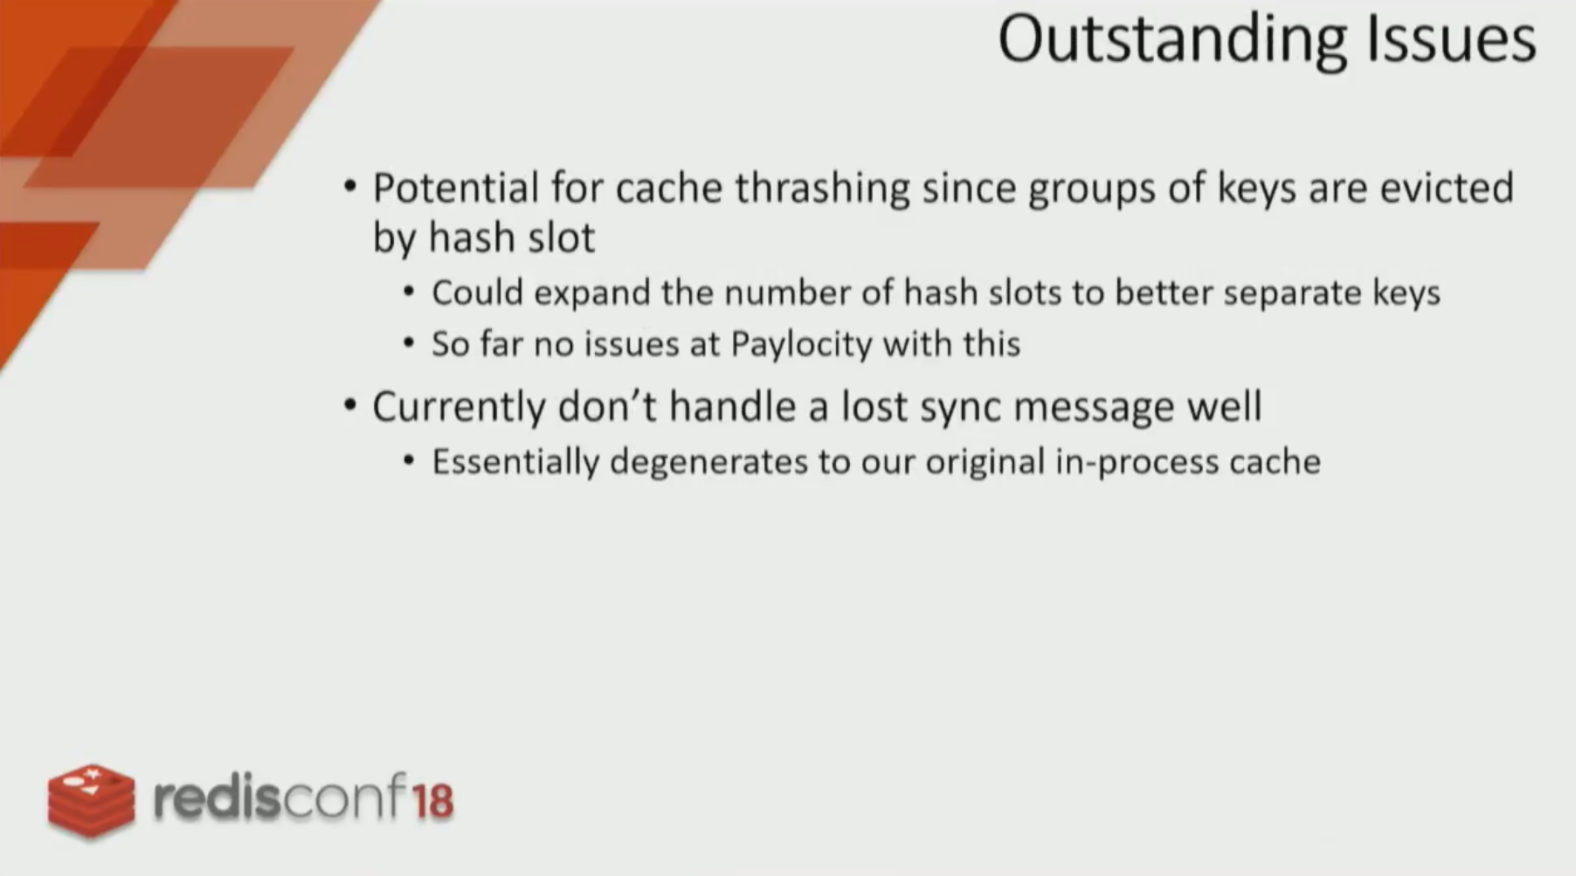 Outstanding Issues
• Potential for cache thrashing since groups of keys are evicted
by hash slot
• Could expand the number of hash slots to better separate keys
• So far no issues at Paylocity with this
• Currently don’t handle a lost sync message well
• Essentially degenerates to our original in-process cache
redisconf18